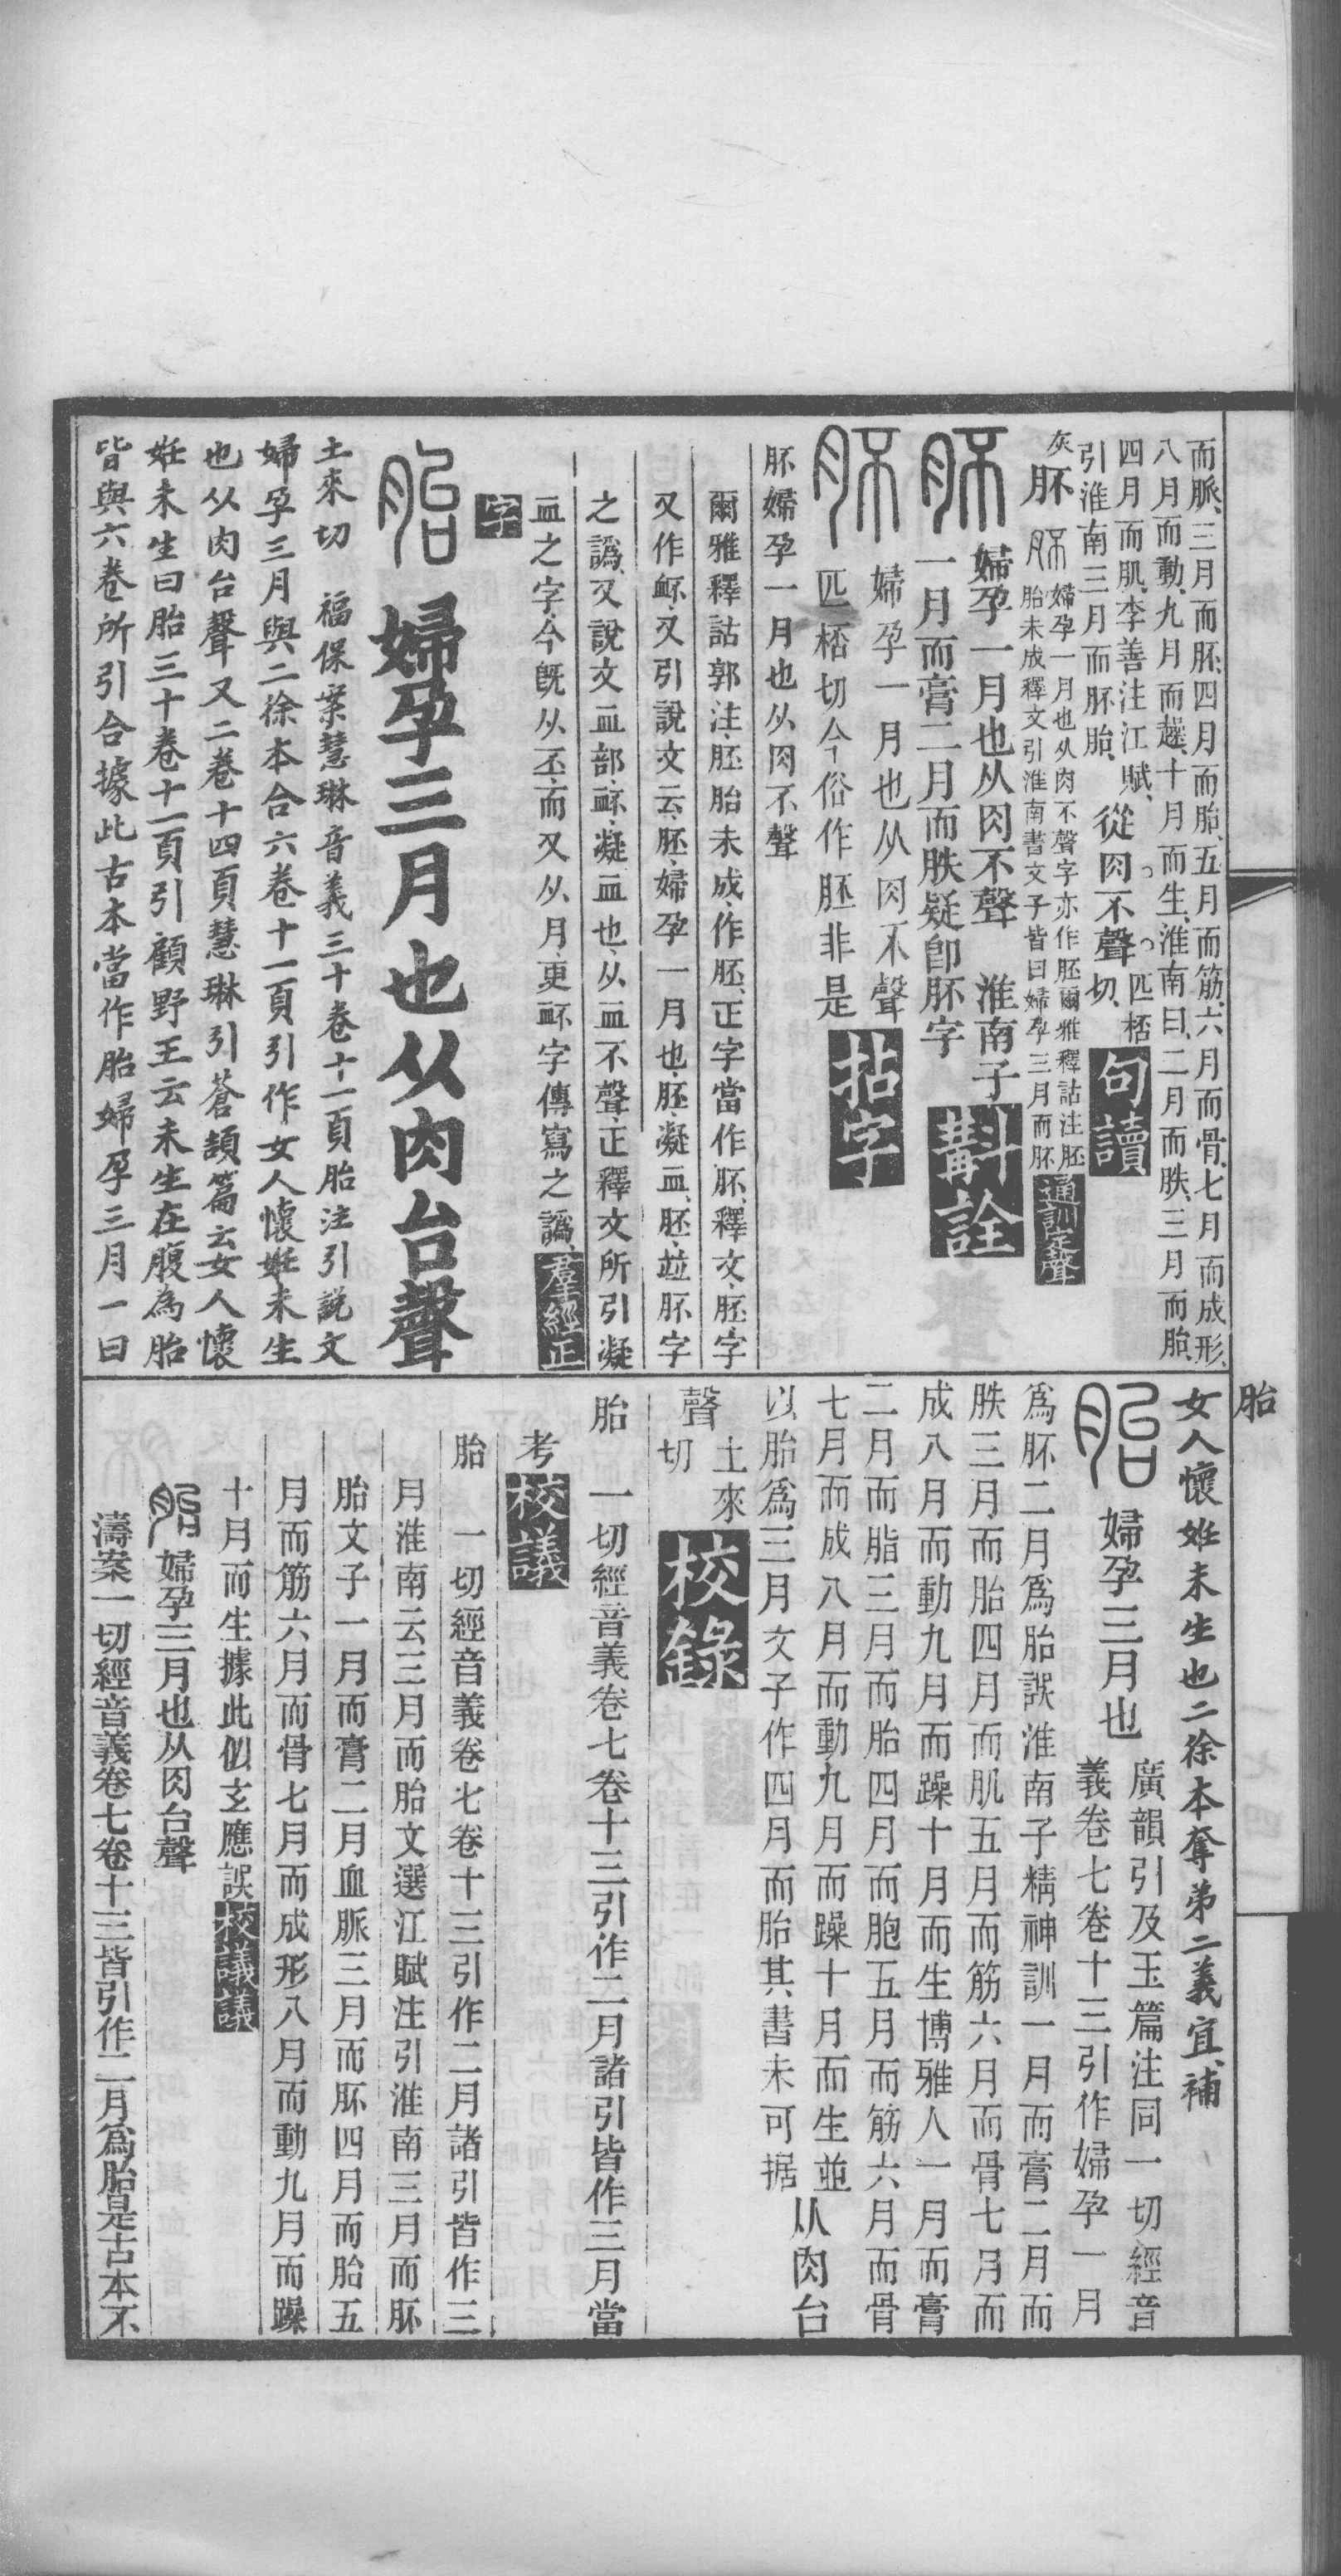 胎
而脈、三月而胚、四月而胎、五月而筋、六月而骨、七月而成形、
八月而動、九月而趮、十月而生、淮南曰、二月而胅、三月而胎、
四月而肌、李善注江賦、
引淮南三月而胚胎、
從肉不聲
匹桮
切、
句讀
灰
胚
婦孕一月也从肉不聲字亦作胚爾雅釋詁注胚
胎未成釋文引淮南書文子皆曰婦孕三月而胚
通訓定聲
婦孕一月也从肉不聲　淮南子
一月而膏二月而胅疑卽胚字
斠詮
婦孕一月也从肉不聲
匹桮切今俗作胚非是
拈字
胚婦孕一月也从肉不聲
爾雅釋詁郭注、胚胎未成、作胚、正字當作胚、釋文、胚、字
又作衃、又引說文云、胚、婦孕一月也、胚、凝血、胚、竝胚字
之譌、又說文血部衃、凝血也、从血不聲、正釋文所引凝
血之字、今既从丕、而又从月、更衃字傳寫之譌、
羣經正
字
婦孕三月也从肉台聲
土來切　福保案慧琳音義三十卷十一頁胎注引說文
婦孕三月與二徐本合六卷十一頁引作女人懷妊未生
也从肉台聲又二卷十四頁慧琳引蒼頡篇云女人懷
妊未生曰胎三十卷十一頁引顧野王云未生在腹為胎
皆與六卷所引合據此古本當作胎婦孕三月一曰
女人懷妊未生也二徐本奪弟二義宜補
婦孕三月也
廣韻引及玉篇注同一切經音
義卷七卷十三引作婦孕一月
爲胚二月爲胎誤淮南子精神訓一月而膏二月而
胅三月而胎四月而肌五月而筋六月而骨七月而
成八月而動九月而躁十月而生博雅人一月而膏
二月而脂三月而胎四月而胞五月而筋六月而骨
七月而成八月而動九月而躁十月而生並
以胎爲三月文子作四月而胎其書未可据
从肉台
聲
土來
切
校錄
胎　一切經音義卷七卷十三引作二月諸引皆作三月當
考
校議
胎　一切經音義卷七卷十三引作二月諸引皆作三
月淮南云三月而胎文選江賦注引淮南三月而胚
胎文子一月而膏二月血脈三月而胚四月而胎五
月而筋六月而骨七月而成形八月而動九月而躁
十月而生據此似玄應誤
校議議
婦孕三月也从肉台聲
濤案一切經音義卷七卷十三皆引作二月爲胎是古本不